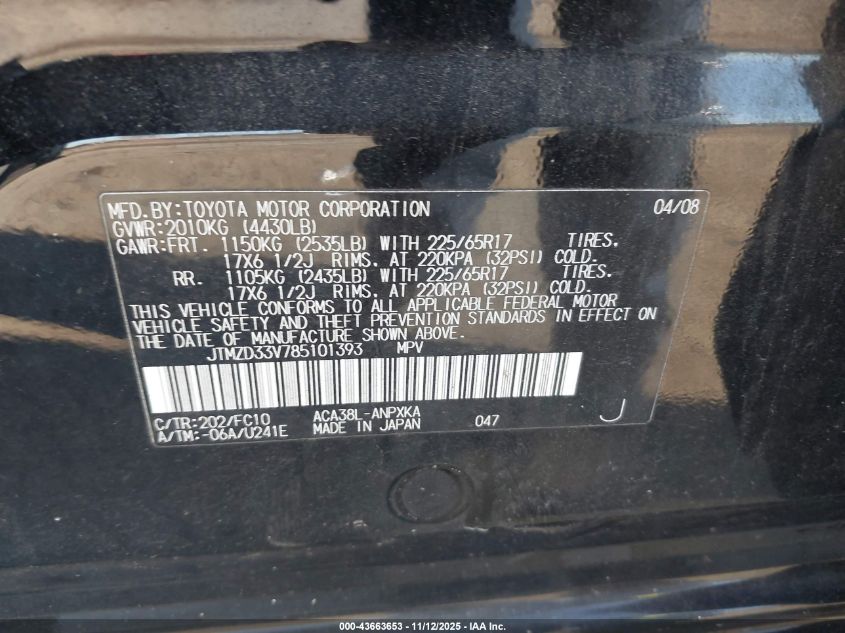 MFD.BY:TOYOTA MOTOR CORPORATION 04/08
GVWR:2010KG (4430LB)
GAWR:FRT. 1150KG (2535LB) WITH 225/65R17 TIRES.
17X6 1/2J RIMS. AT 220KPA (32PSI) COLD.
RR. 1105KG (2435LB) WITH 225/65R17 TIRES.
17X6 1/2J RIMS. AT 220KPA (32PSI) COLD.
THIS VEHICLE CONFORMS TO ALL APPLICABLE FEDERAL MOTOR
VEHICLE SAFETY AND THEFT PREVENTION STANDARDS IN EFFECT ON
THE DATE OF MANUFACTURE SHOWN ABOVE.
JTMZD33V785101393 MPV
C/TR:202/FC10 ACA38L-ANPXKA
A/TM:-06A/U241E MADE IN JAPAN 047 J
000-43663653 - 11/12/2025 - IAA Inc.